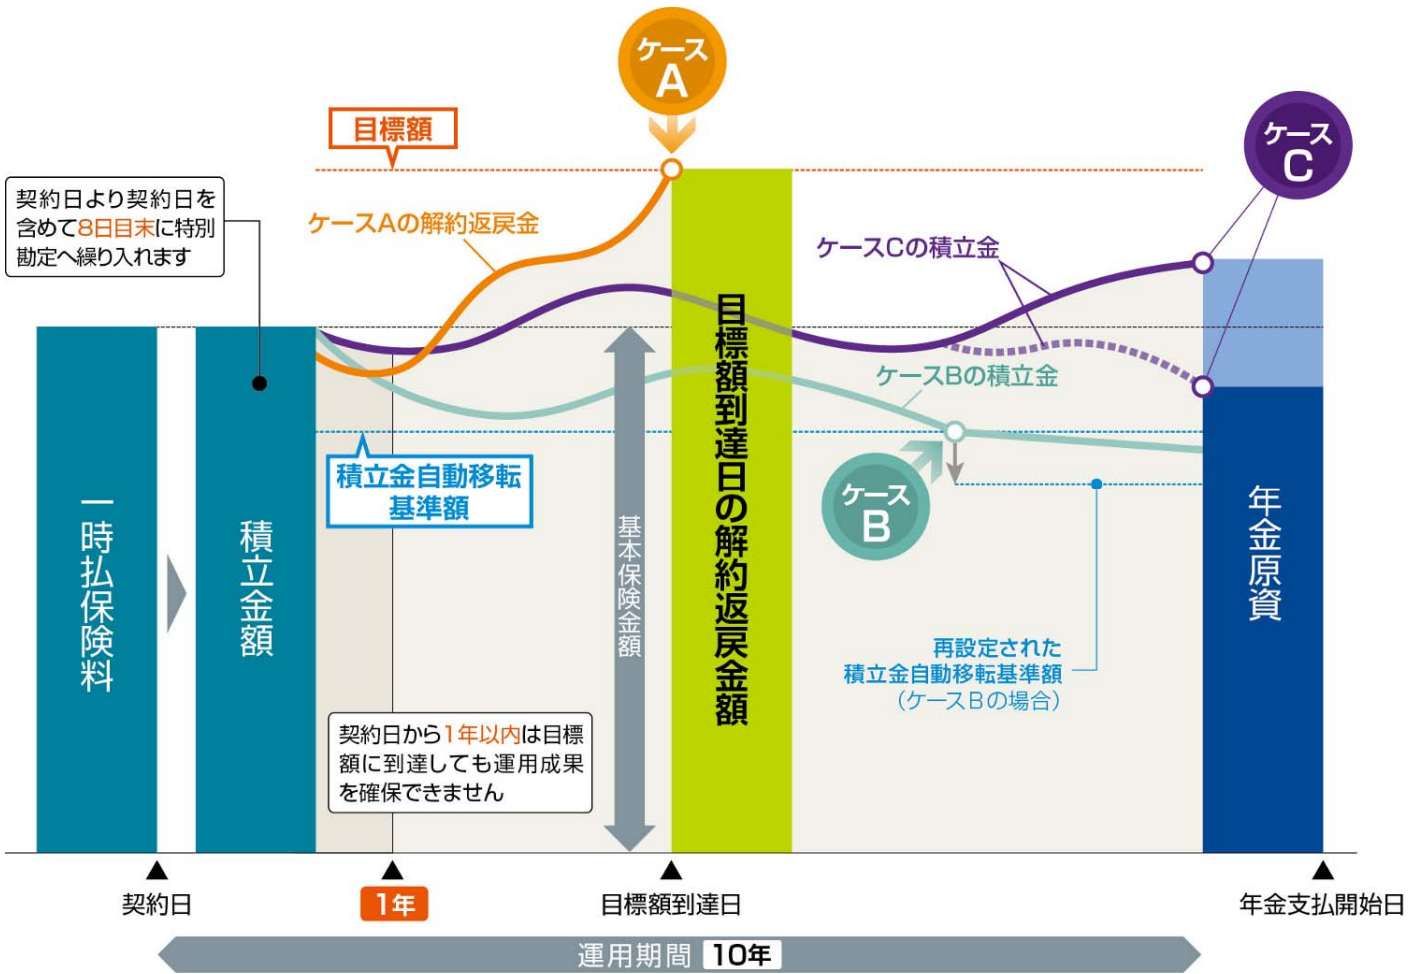 ケース
A
ケース
C
目標額
契約日より契約日を
含めて8日目末に特別
勘定へ繰り入れます
ケースAの解約返戻金
ケースCの積立金
ケースBの積立金
積立金自動移転
基準額
ケース
B
一時払保険料
積立金額
基本保険金額
目標額到達日の解約返戻金額
年金原資
再設定された
積立金自動移転基準額
(ケースBの場合)
契約日から1年以内は目標
額に到達しても運用成果
を確保できません
契約日
1年
目標額到達日
年金支払開始日
運用期間 10年